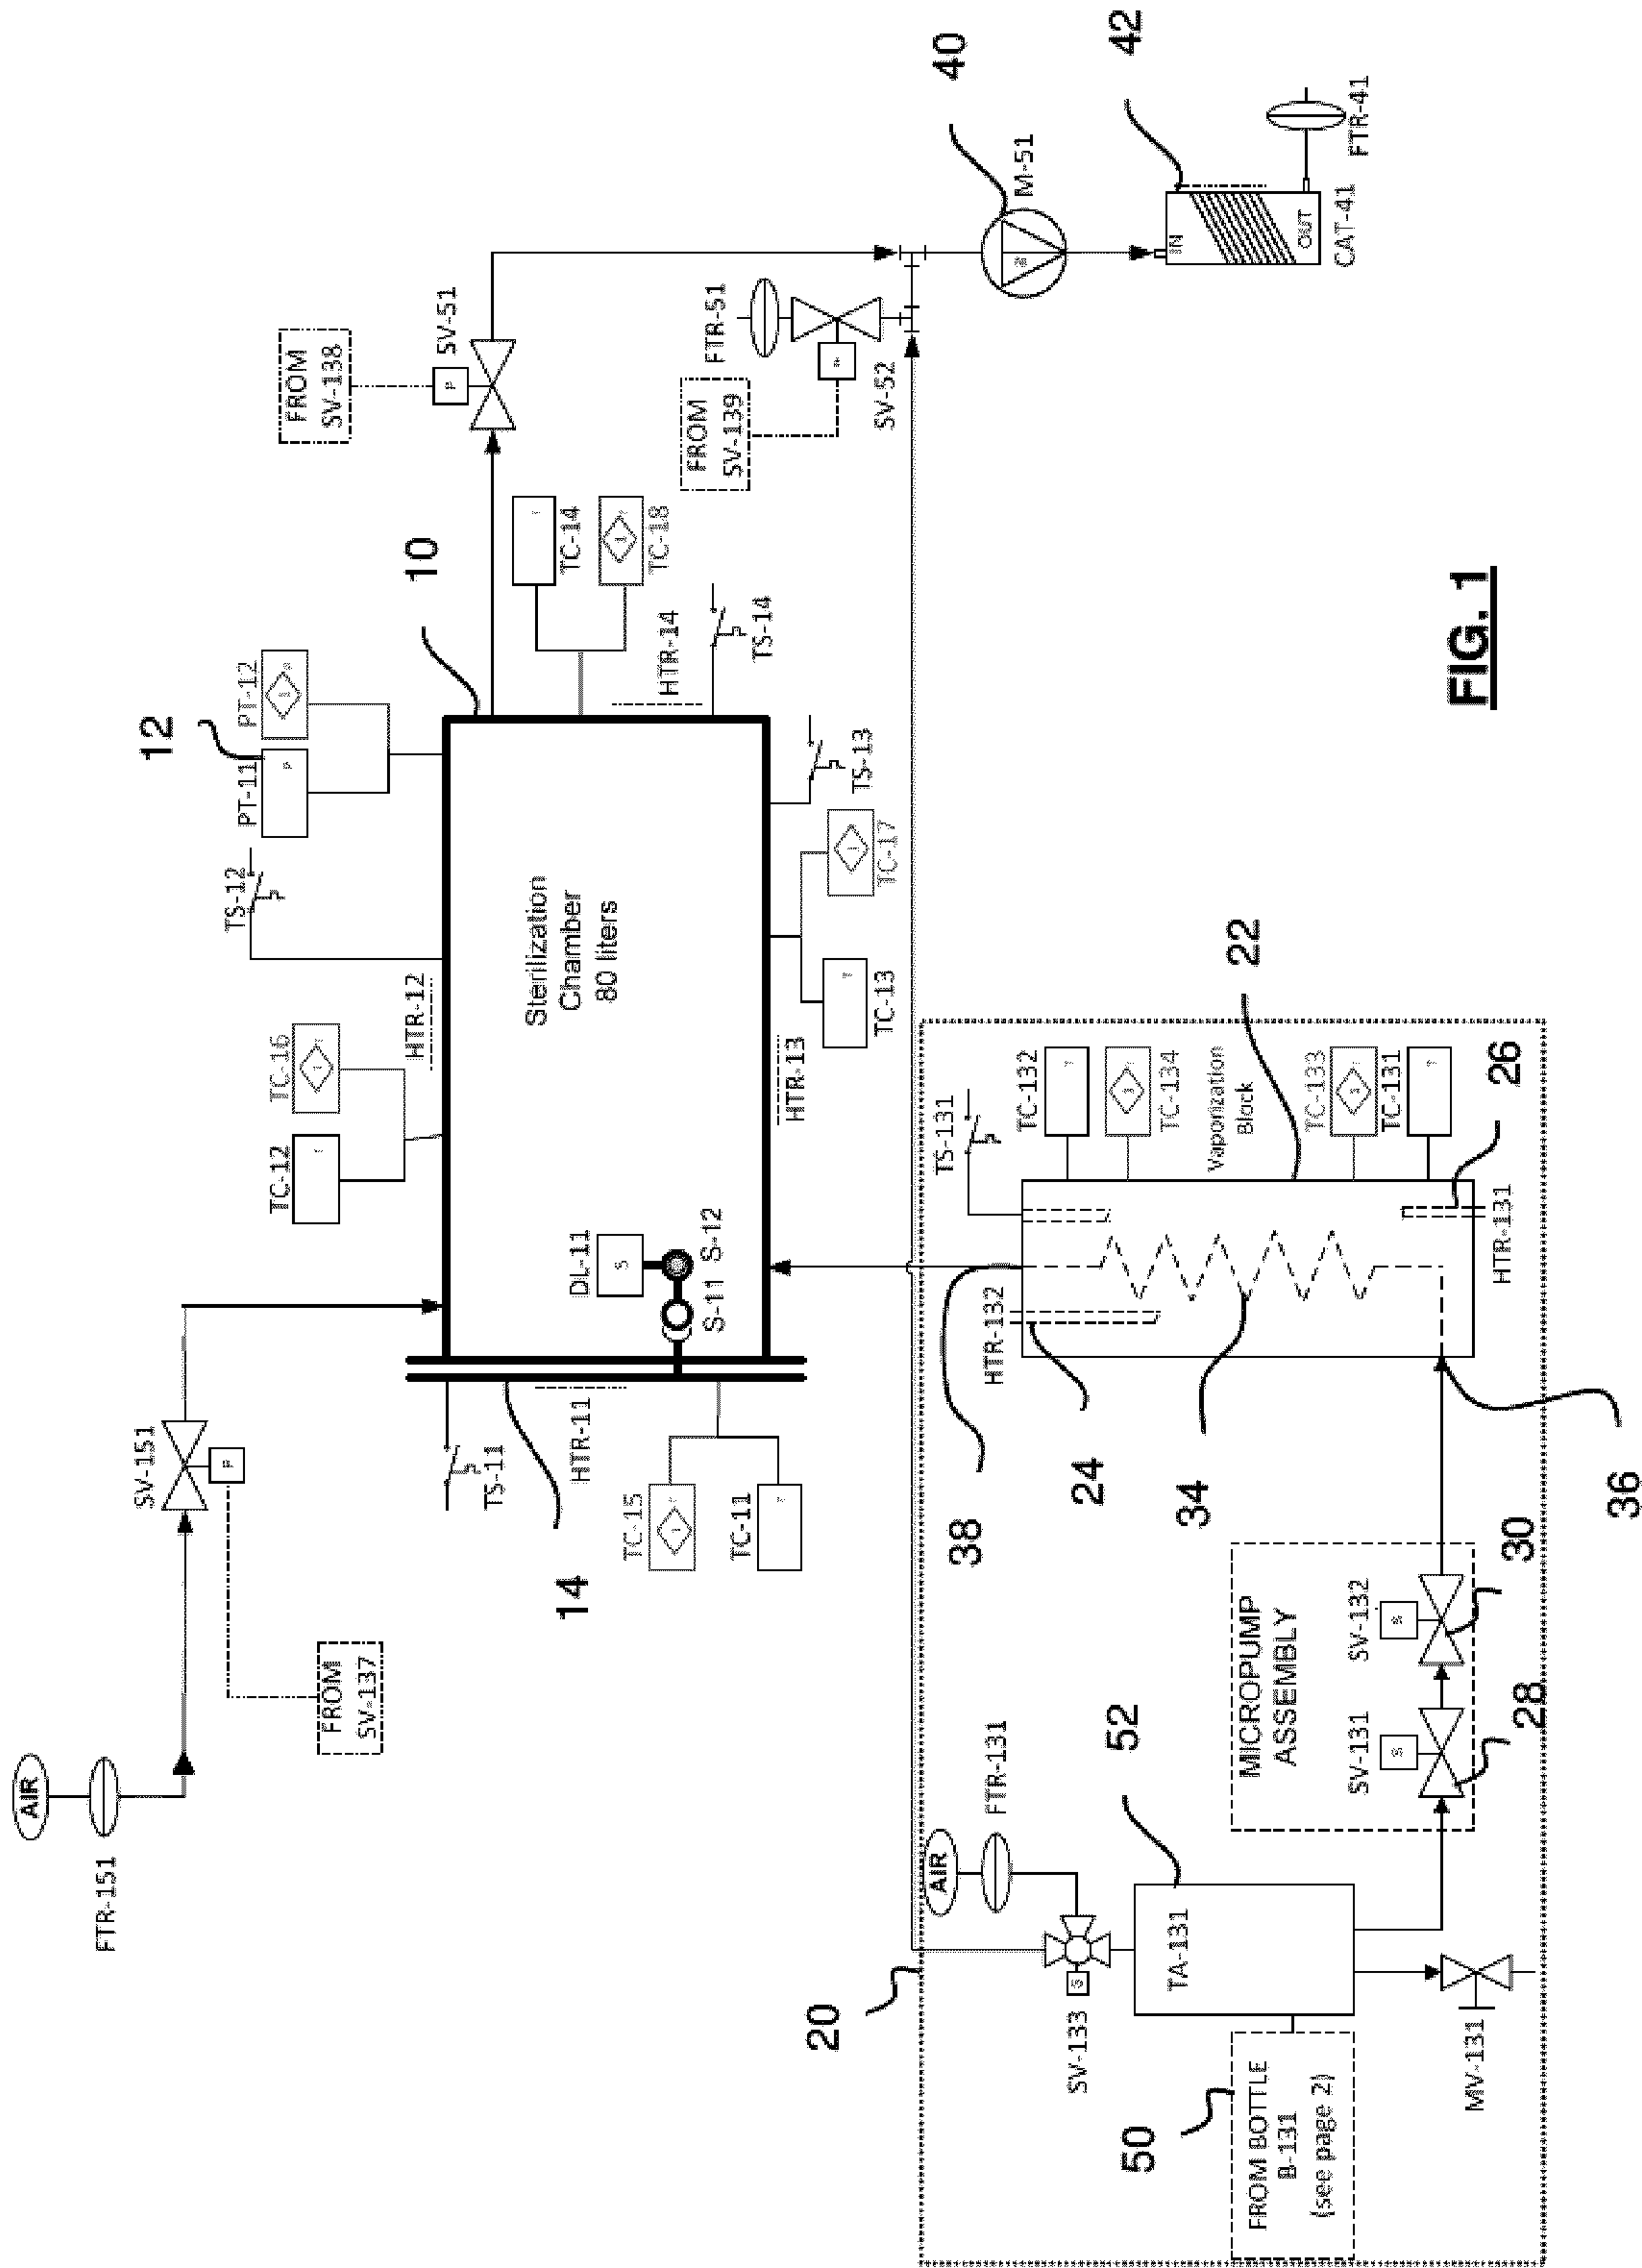 AIR
FTR-151
SV-151
P
FROM
SV-137
14
TS-11
HTR-11
TC-15
TC-11
TC-12
TC-16
HTR-12
TS-12
12
PT-11
P
PT-12
10
Sterilization
Chamber
80 liters
DL-11
S
S-11
S-12
HTR-13
TC-13
TC-17
TS-13
TC-14
TC-18
HTR-14
TS-14
FROM
SV-138
SV-51
P
FROM
SV-139
FTR-51
SV-52
40
M-51
42
IN
OUT
CAT-41
FTR-41
20
AIR
FTR-131
SV-133
S
TA-131
52
50
FROM BOTTLE
B-131
(see page 2)
MV-131
MICROPUMP
ASSEMBLY
SV-131
S
28
SV-132
S
30
38
24
34
36
HTR-132
TS-131
TC-132
TC-134
Vaporization
Block
22
TC-133
TC-131
26
HTR-131
FIG. 1